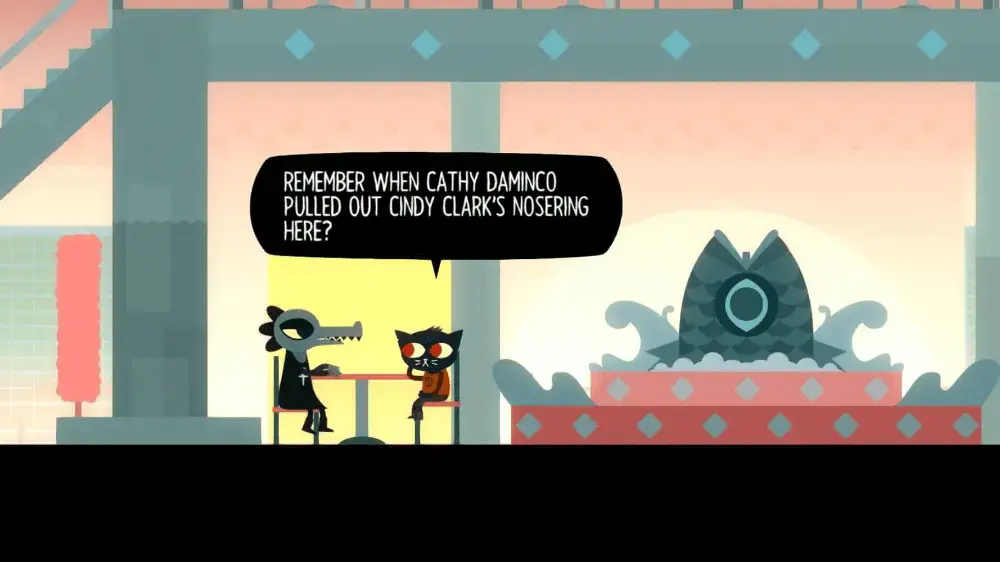 REMEMBER WHEN CATHY DAMINCO
PULLED OUT CINDY CLARK'S NOSERING
HERE?